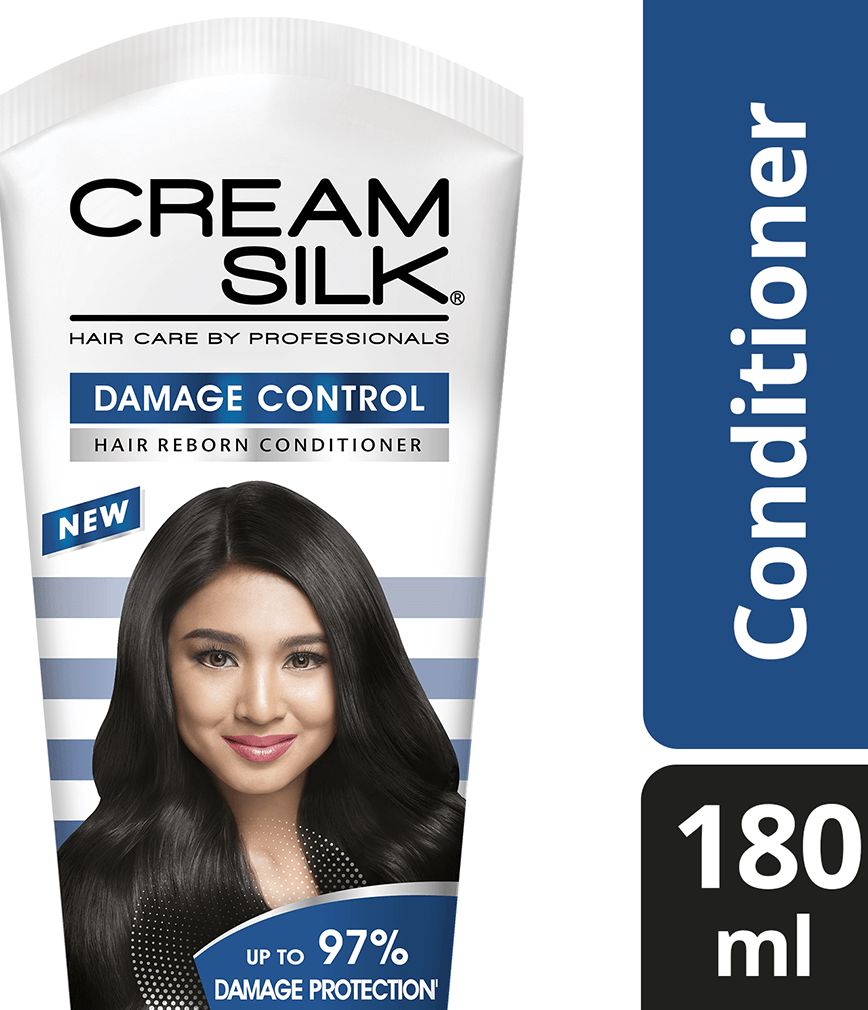 CREAM
SILK®
HAIR CARE BY PROFESSIONALS
DAMAGE CONTROL
HAIR REBORN CONDITIONER
NEW
UP TO 97%
DAMAGE PROTECTION¹
Conditioner
180
ml